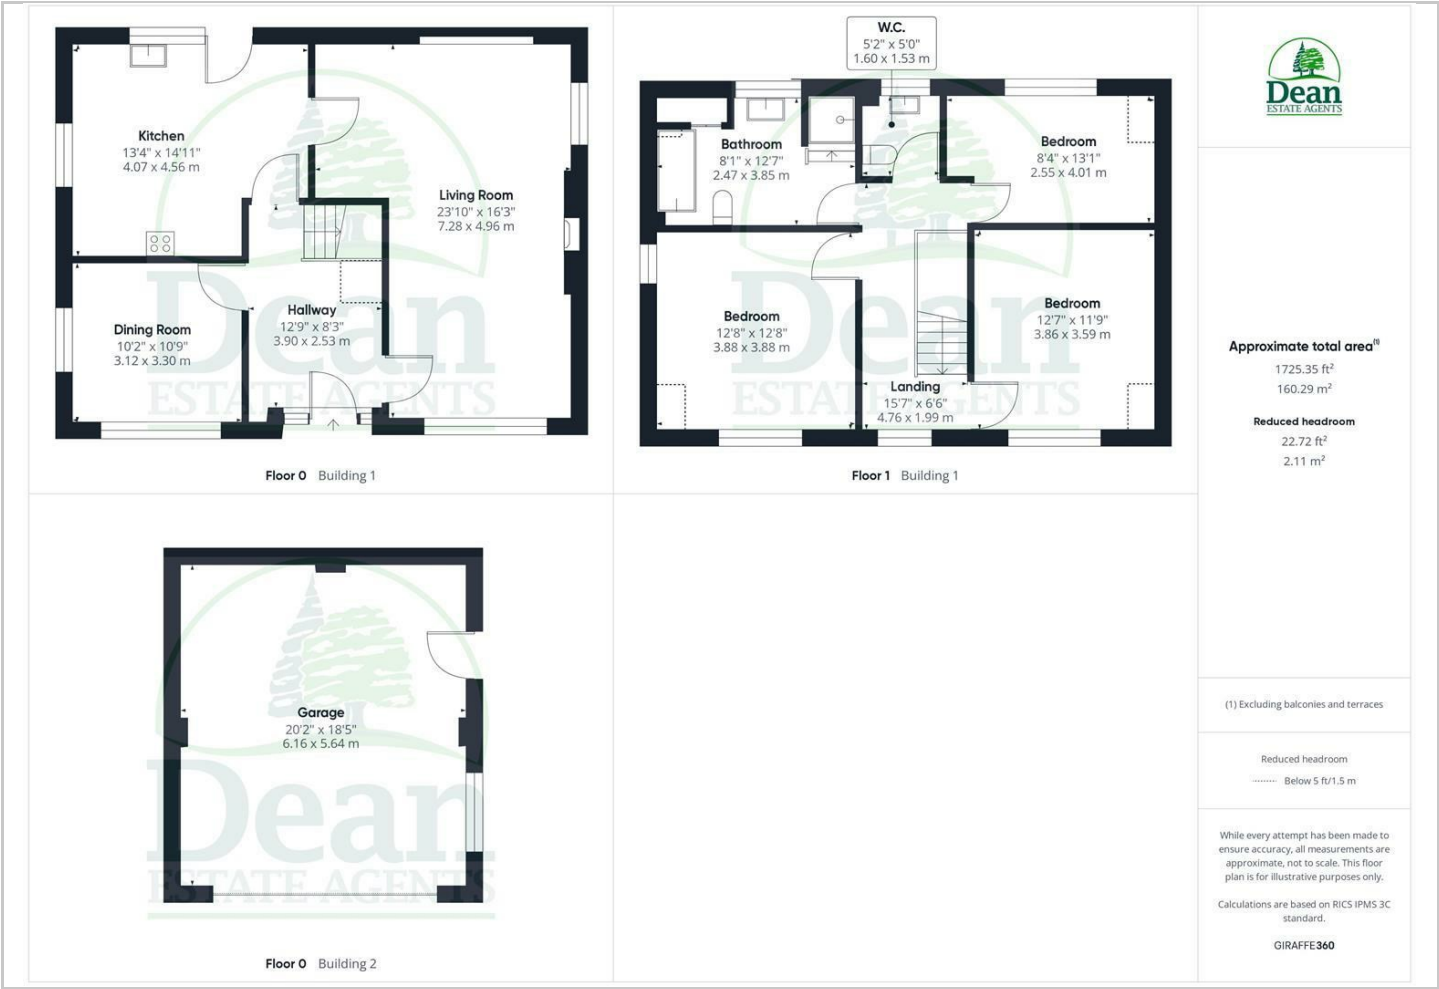 Kitchen
13'4" x 14'11"
4.07 x 4.56 m
Living Room
23'10" x 16'3"
7.28 x 4.96 m
Dining Room
10'2" x 10'9"
3.12 x 3.30 m
Hallway
12'9" x 8'3"
3.90 x 2.53 m
Dean
ESTATE AGENTS
Floor 0 Building 1
W.C.
5'2" x 5'0"
1.60 x 1.53 m
Bathroom
8'1" x 12'7"
2.47 x 3.85 m
Bedroom
8'4" x 13'1"
2.55 x 4.01 m
Bedroom
12'8" x 12'8"
3.88 x 3.88 m
Bedroom
12'7" x 11'9"
3.86 x 3.59 m
Landing
15'7" x 6'6"
4.76 x 1.99 m
Dean
ESTATE AGENTS
Floor 1 Building 1
Garage
20'2" x 18'5"
6.16 x 5.64 m
Dean
ESTATE AGENTS
Floor 0 Building 2
Dean
ESTATE AGENTS
Approximate total area(1)
1725.35 ft²
160.29 m²
Reduced headroom
22.72 ft²
2.11 m²
(1) Excluding balconies and terraces
Reduced headroom
Below 5 ft/1.5 m
While every attempt has been made to
ensure accuracy, all measurements are
approximate, not to scale. This floor
plan is for illustrative purposes only.
Calculations are based on RICS IPMS 3C
standard.
GIRAFFE360